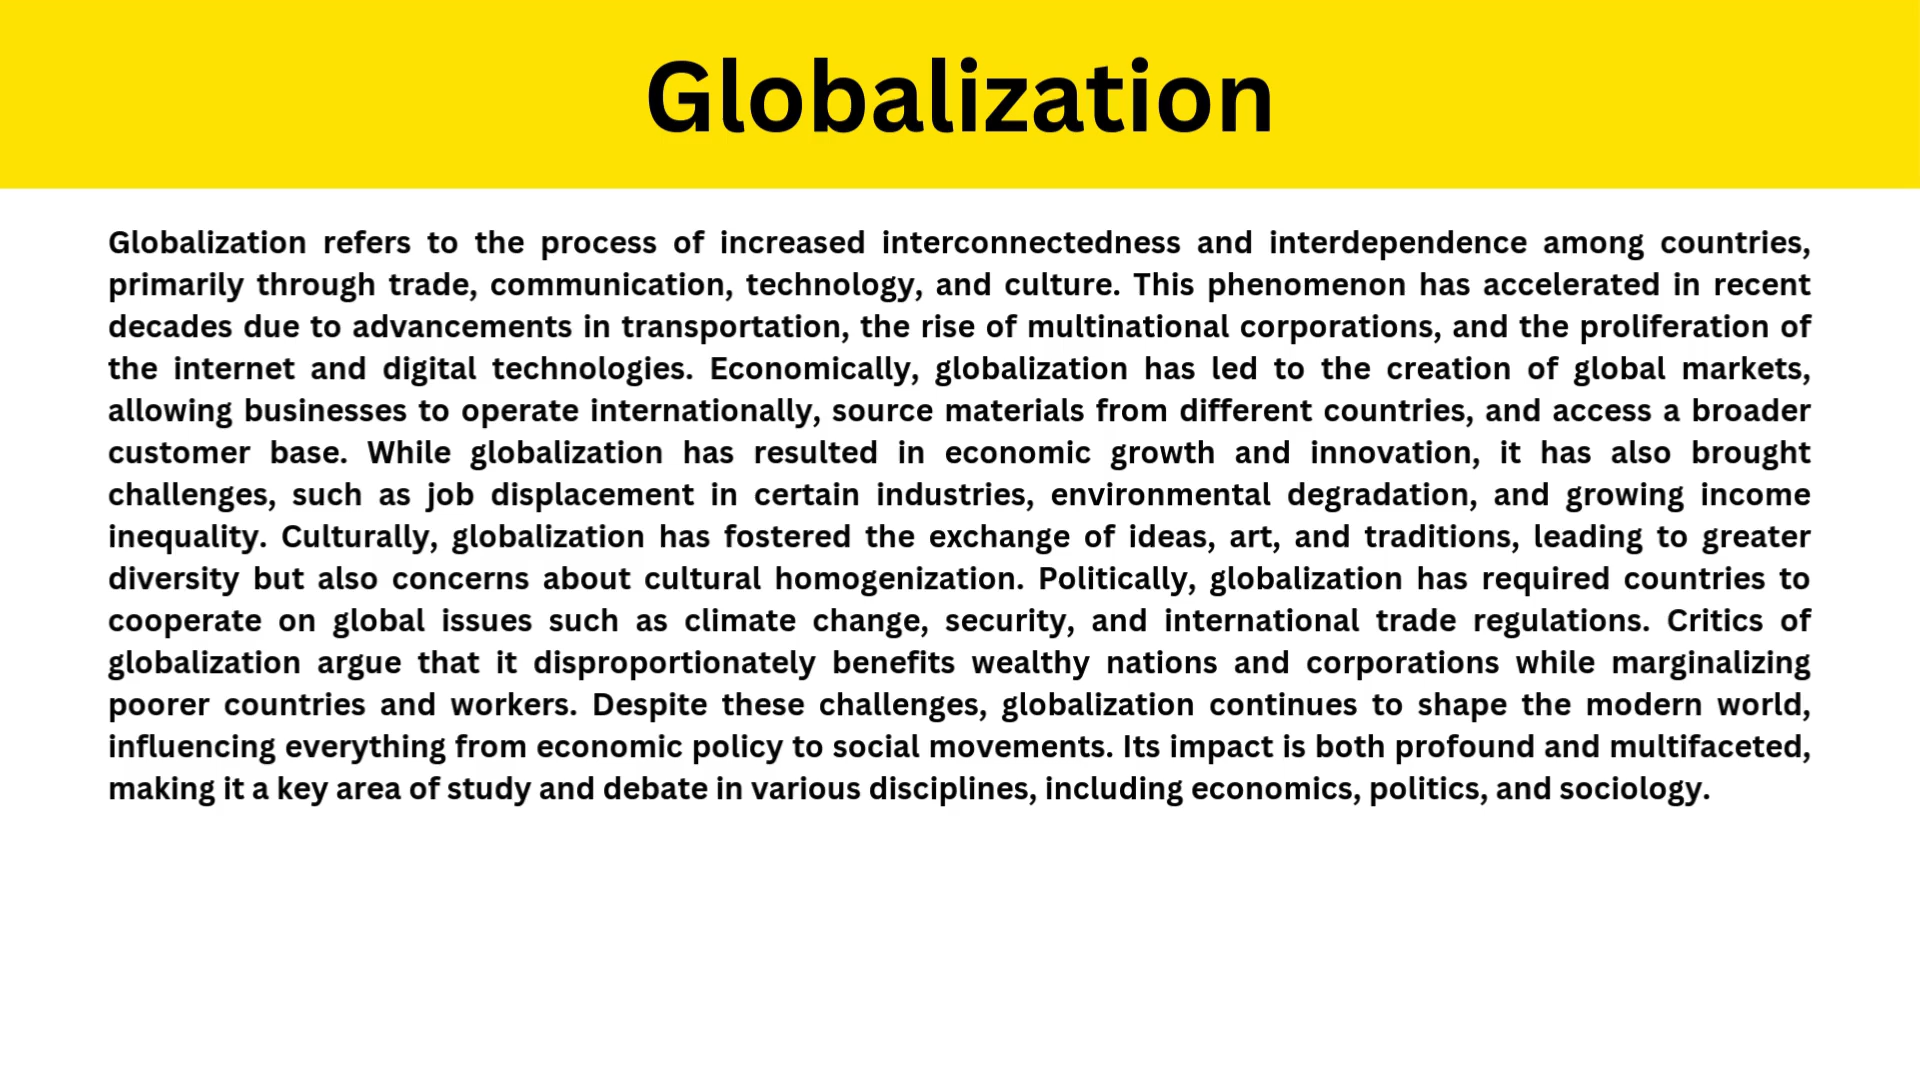 Globalization
Globalization refers to the process of increased interconnectedness and interdependence among countries,
primarily through trade, communication, technology, and culture. This phenomenon has accelerated in recent
decades due to advancements in transportation, the rise of multinational corporations, and the proliferation of
the internet and digital technologies. Economically, globalization has led to the creation of global markets,
allowing businesses to operate internationally, source materials from different countries, and access a broader
customer base. While globalization has resulted in economic growth and innovation, it has also brought
challenges, such as job displacement in certain industries, environmental degradation, and growing income
inequality. Culturally, globalization has fostered the exchange of ideas, art, and traditions, leading to greater
diversity but also concerns about cultural homogenization. Politically, globalization has required countries to
cooperate on global issues such as climate change, security, and international trade regulations. Critics of
globalization argue that it disproportionately benefits wealthy nations and corporations while marginalizing
poorer countries and workers. Despite these challenges, globalization continues to shape the modern world,
influencing everything from economic policy to social movements. Its impact is both profound and multifaceted,
making it a key area of study and debate in various disciplines, including economics, politics, and sociology.